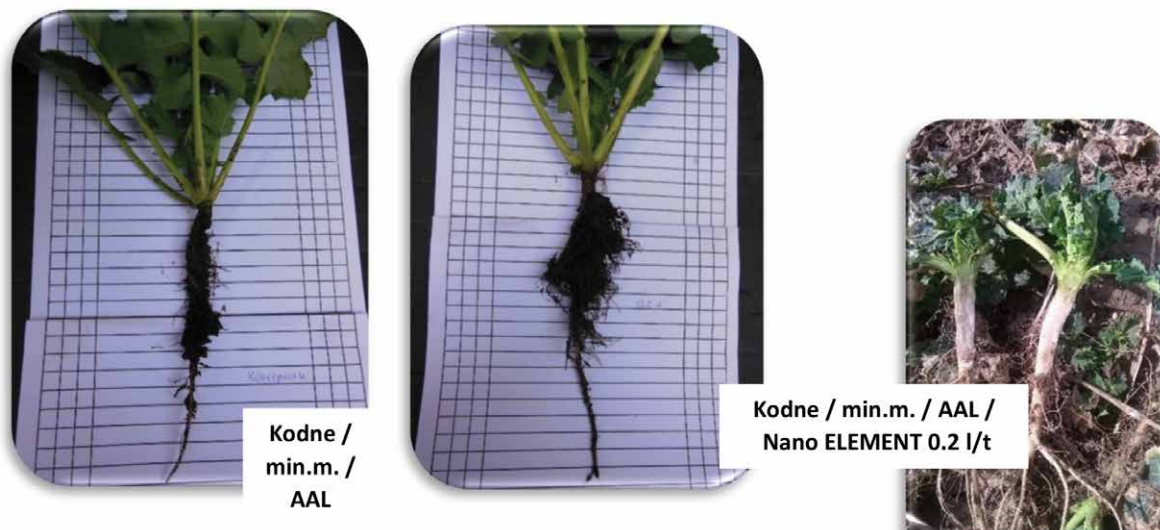 Kodne /
min.m. /
AAL
Kodne / min.m. / AAL /
Nano ELEMENT 0.2 l/t